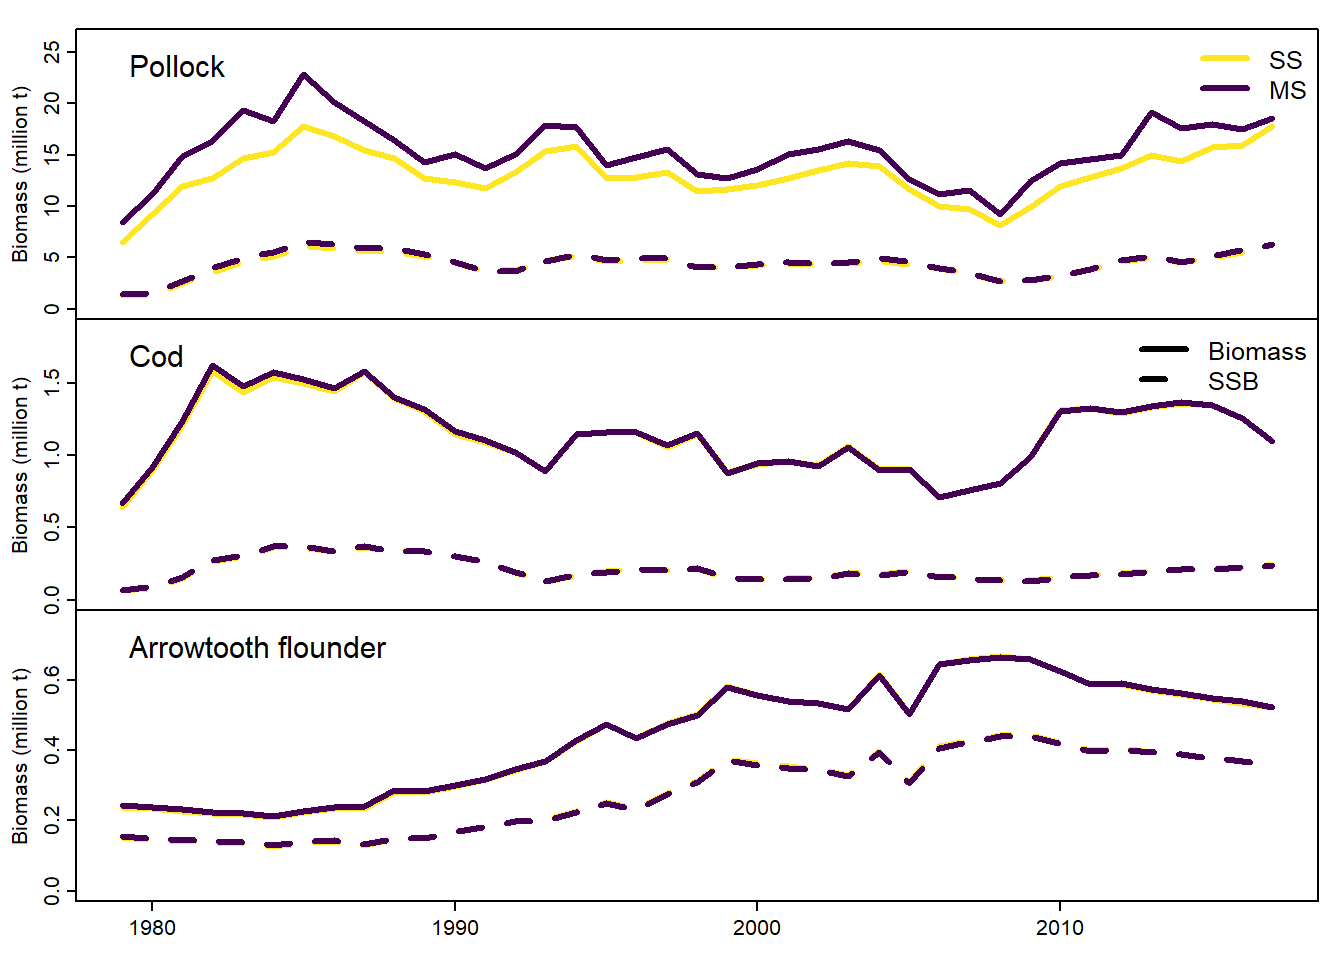 Pollock
SS
MS
Biomass (million t)
25
20
15
10
5
0
Cod
Biomass
SSB
Biomass (million t)
1.5
1.0
0.5
0.0
Arrowtooth flounder
Biomass (million t)
0.6
0.4
0.2
0.0
1980 1990 2000 2010